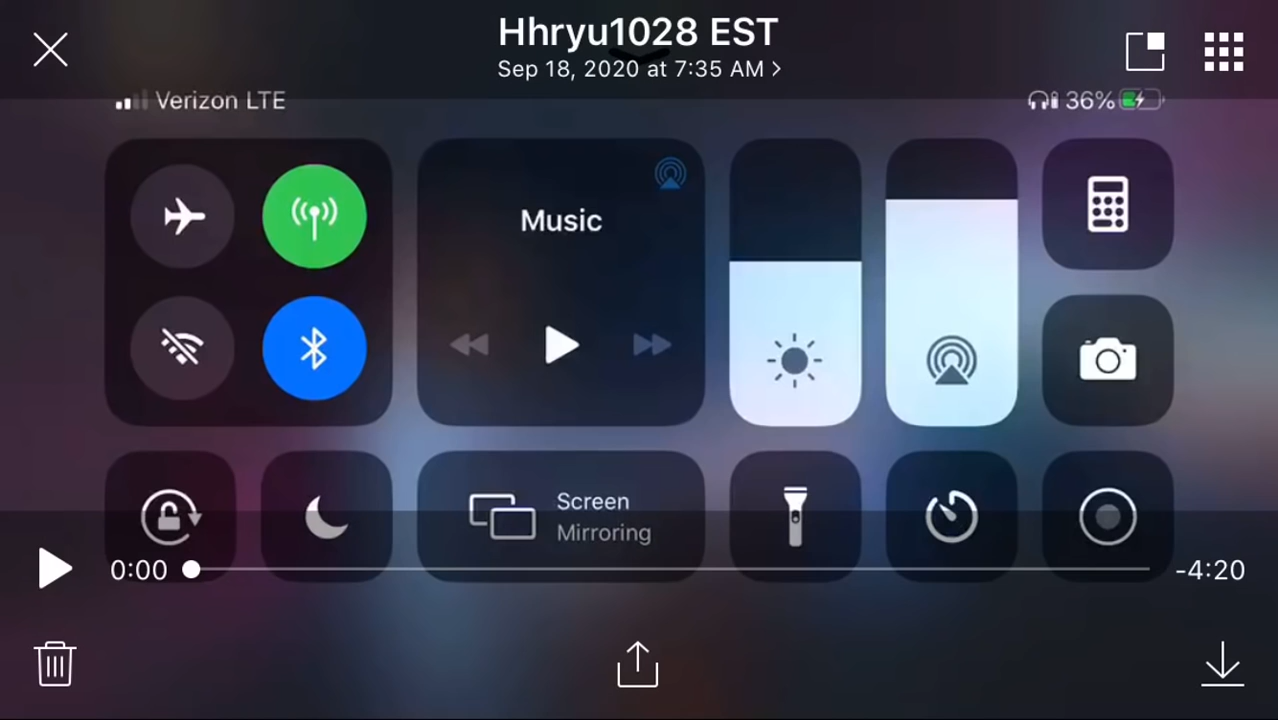 Hhryu1028 EST
Sep 18, 2020 at 7:35 AM >
Verizon LTE
36%
Music
Screen
Mirroring
0:00
-4:20